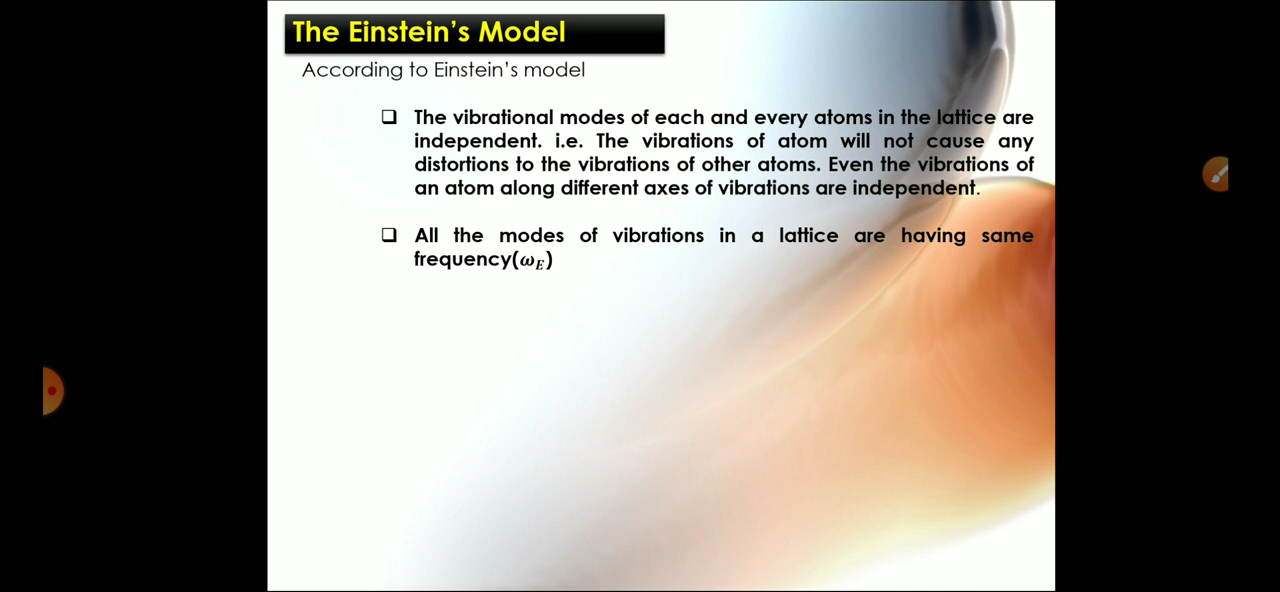 The Einstein’s Model
According to Einstein’s model
❑ The vibrational modes of each and every atoms in the lattice are
independent. i.e. The vibrations of atom will not cause any
distortions to the vibrations of other atoms. Even the vibrations of
an atom along different axes of vibrations are independent.
❑ All the modes of vibrations in a lattice are having same
frequency(ω_E)